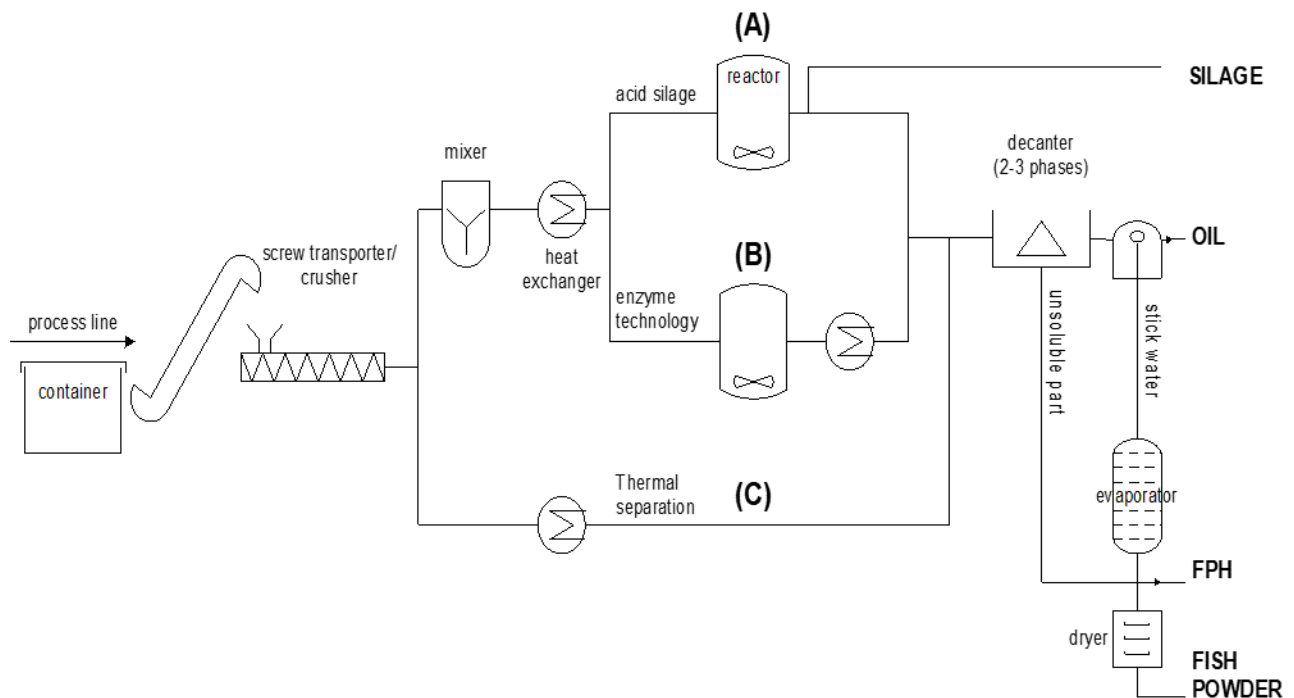 (A)
reactor
SILAGE
acid silage
mixer
decanter
(2-3 phases)
screw transporter/
crusher
heat
exchanger
(B)
OIL
enzyme
technology
process line
container
unsoluble part
stick water
Thermal
separation
(C)
evaporator
FPH
dryer
FISH
POWDER